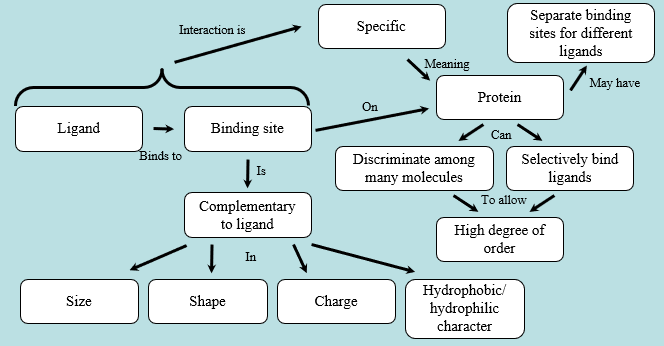 Separate binding
sites for different
ligands
Specific
Interaction is
Meaning
May have
Protein
On
Ligand
Binding site
Can
Binds to
Discriminate among
many molecules
Selectively bind
ligands
Is
To allow
Complementary
to ligand
High degree of
order
In
Size
Shape
Charge
Hydrophobic/
hydrophilic
character